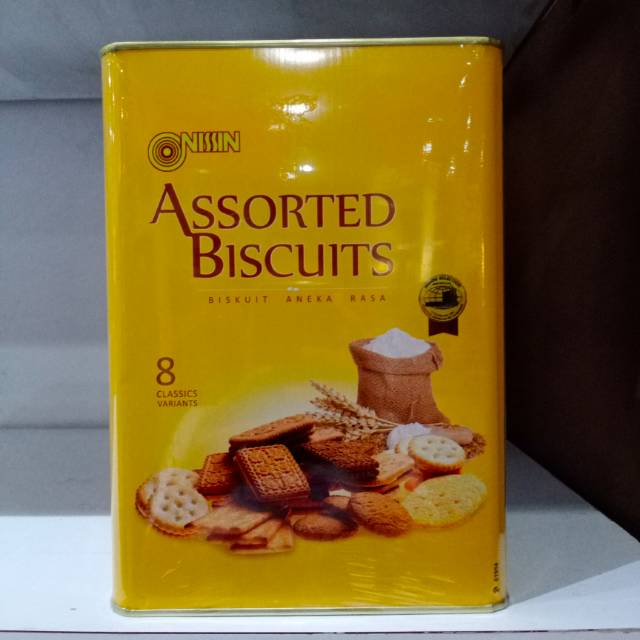 NISSIN
ASSORTED
BISCUITS
BISKUIT ANEKA RASA
8
CLASSICS
VARIANTS